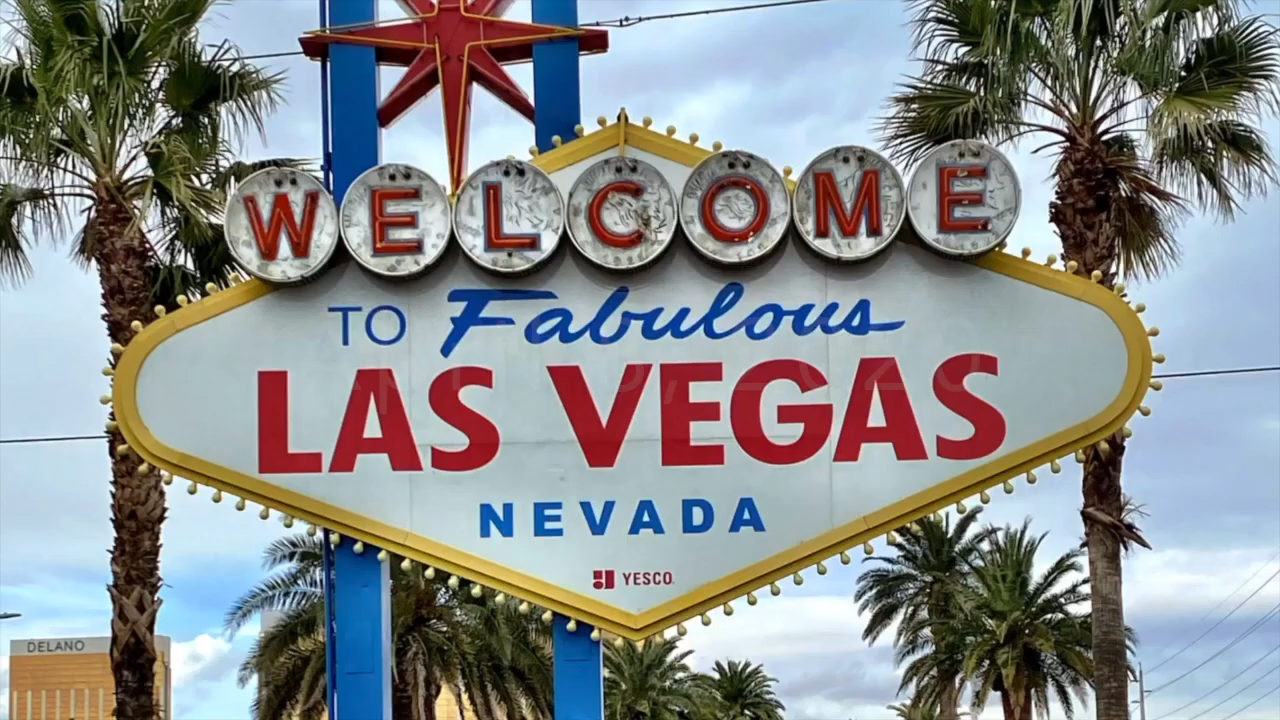 WELCOME
TO Fabulous
LAS VEGAS
NEVADA
YESCO
DELANO